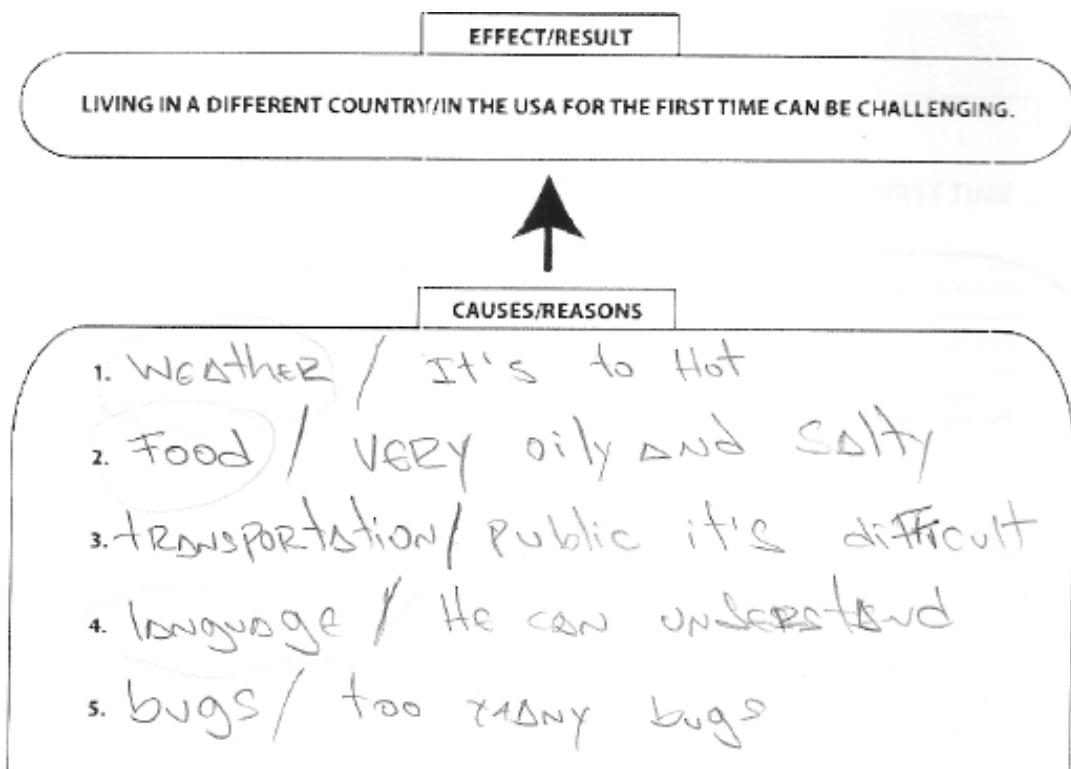 EFFECT/RESULT
LIVING IN A DIFFERENT COUNTRY/IN THE USA FOR THE FIRST TIME CAN BE CHALLENGING.
CAUSES/REASONS
1. WEAthER / It's to Hot
2. Food / VERY oily AND SAlty
3. tRANSPORtAtioN / Public it's difficult
4. lANguAge / He CAN UNDERStANd
5. bugs / too MANY bugs